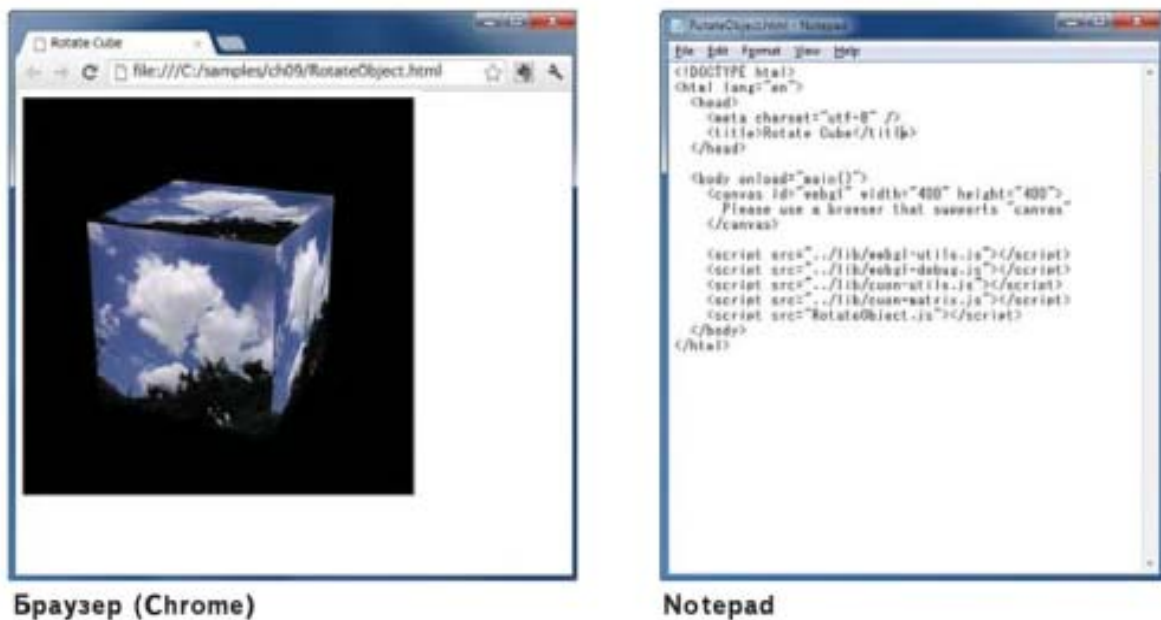 Rotate Cube
file:///C:/samples/ch09/RotateObject.html
RotateObject.html - Notepad
File Edit Format View Help
<!DOCTYPE html>
<html lang="en">
<head>
<meta charset="utf-8" />
<title>Rotate Cube</title>
</head>
<body onload="main()">
<canvas id="webgl" width="400" height="400">
Please use a browser that supports "canvas"
</canvas>
<script src="../lib/webgl-utils.js"></script>
<script src="../lib/webgl-debug.js"></script>
<script src="../lib/cuon-utils.js"></script>
<script src="../lib/cuon-matrix.js"></script>
<script src="RotateObject.js"></script>
</body>
</html>
Браузер (Chrome)
Notepad